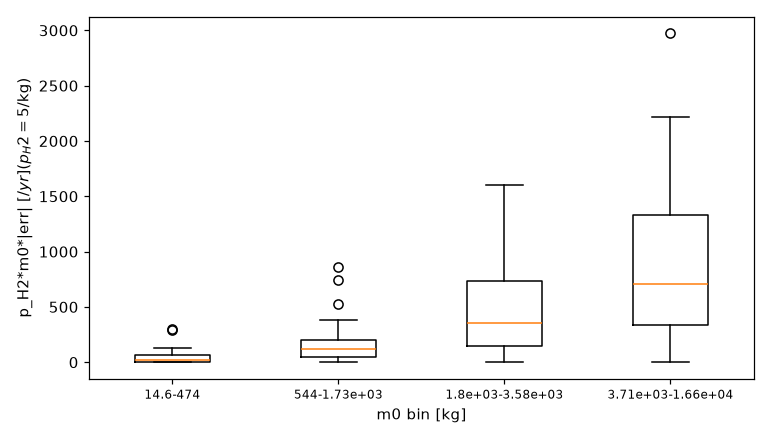 p_H2*m0*|err| [/yr](p_H2 = 5/kg)
3000
2500
2000
1500
1000
500
0
14.6-474
544-1.73e+03
1.8e+03-3.58e+03
3.71e+03-1.66e+04
m0 bin [kg]